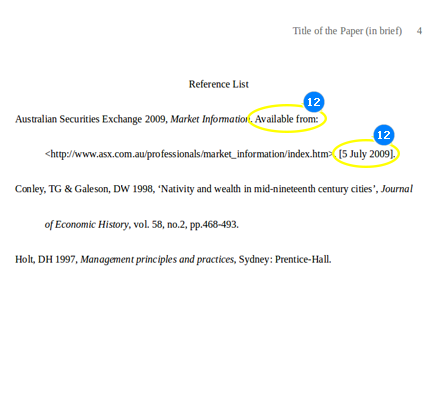 Title of the Paper (in brief) 4
Reference List
Australian Securities Exchange 2009, Market Information. Available from:
12
<http://www.asx.com.au/professionals/market_information/index.htm>. [5 July 2009].
12
Conley, TG & Galeson, DW 1998, ‘Nativity and wealth in mid-nineteenth century cities’, Journal
of Economic History, vol. 58, no.2, pp.468-493.
Holt, DH 1997, Management principles and practices, Sydney: Prentice-Hall.